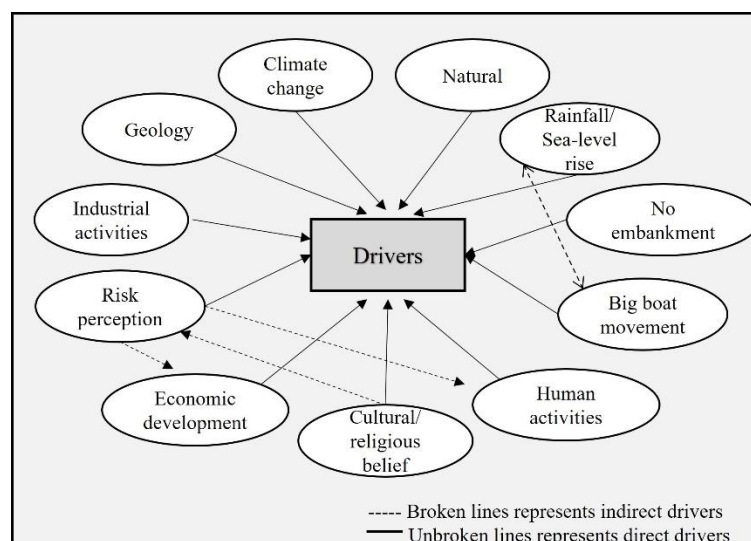 Climate
change
Natural
Geology
Rainfall/
Sea-level
rise
Industrial
activities
No
embankment
Drivers
Risk
perception
Big boat
movement
Economic
development
Cultural/
religious
belief
Human
activities
----- Broken lines represents indirect drivers
Unbroken lines represents direct drivers